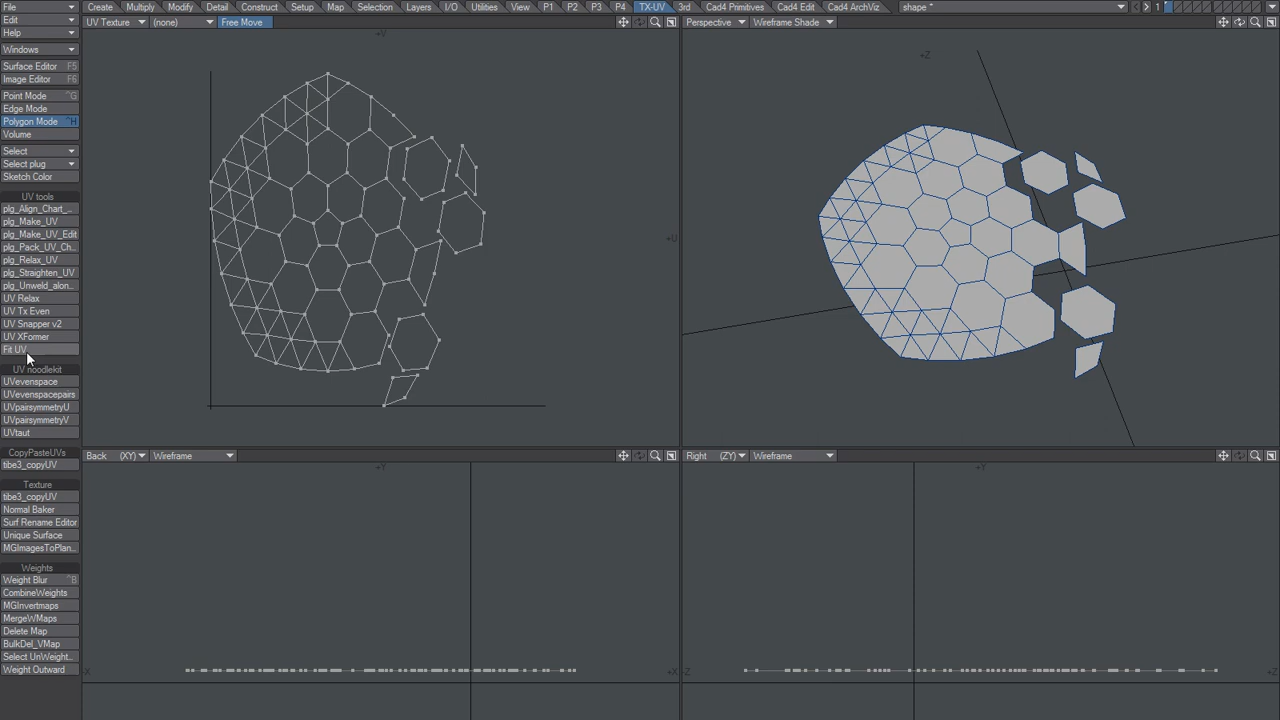 File Create Multiply Modify Detail Construct Setup Map Selection Layers I/O Utilities View P1 P2 P3 P4 TX-UV 3rd Cad4 Primitives Cad4 Edit Cad4 ArchViz shape * 1
Edit
UV Texture (none) Free Move Perspective Wireframe Shade
Help
+V
Windows
+Z
Surface Editor F5
Image Editor F6
Point Mode ^G
Edge Mode
Polygon Mode ^H
Volume
Select
Select plug
Sketch Color
UV tools
plg_Align_Chart_...
plg_Make_UV
plg_Make_UV_Edit
+U
plg_Pack_UV_Ch...
plg_Relax_UV
plg_Straighten_UV
plg_Unweld_alon...
UV Relax
UV Tx Even
UV Snapper v2
UV XFormer
Fit UV
UV noodlekit
UVevenspace
UVevenspacepairs
UVpairsymmetryU
UVpairsymmetryV
UVtaut
CopyPasteUVs
Back (XY) Wireframe Right (ZY) Wireframe
tibe3_copyUV
+Y +Y
Texture
tibe3_copyUV
Normal Baker
Surf Rename Editor
Unique Surface
MGImagesToPlan...
Weights
Weight Blur ^B
CombineWeights
MGInvertmaps
MergeWMaps
Delete Map
BulkDel_VMap
Select UnWeight...
Weight Outward
-X +X -Z +Z